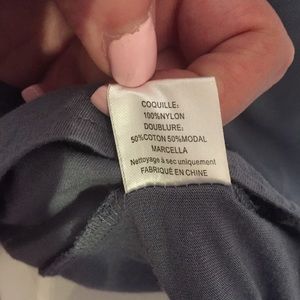 COQUILLE:
100%NYLON
DOUBLURE:
50%COTON 50%MODAL
MARCELLA
Nettoyage à sec uniquement
FABRIQUÉ EN CHINE